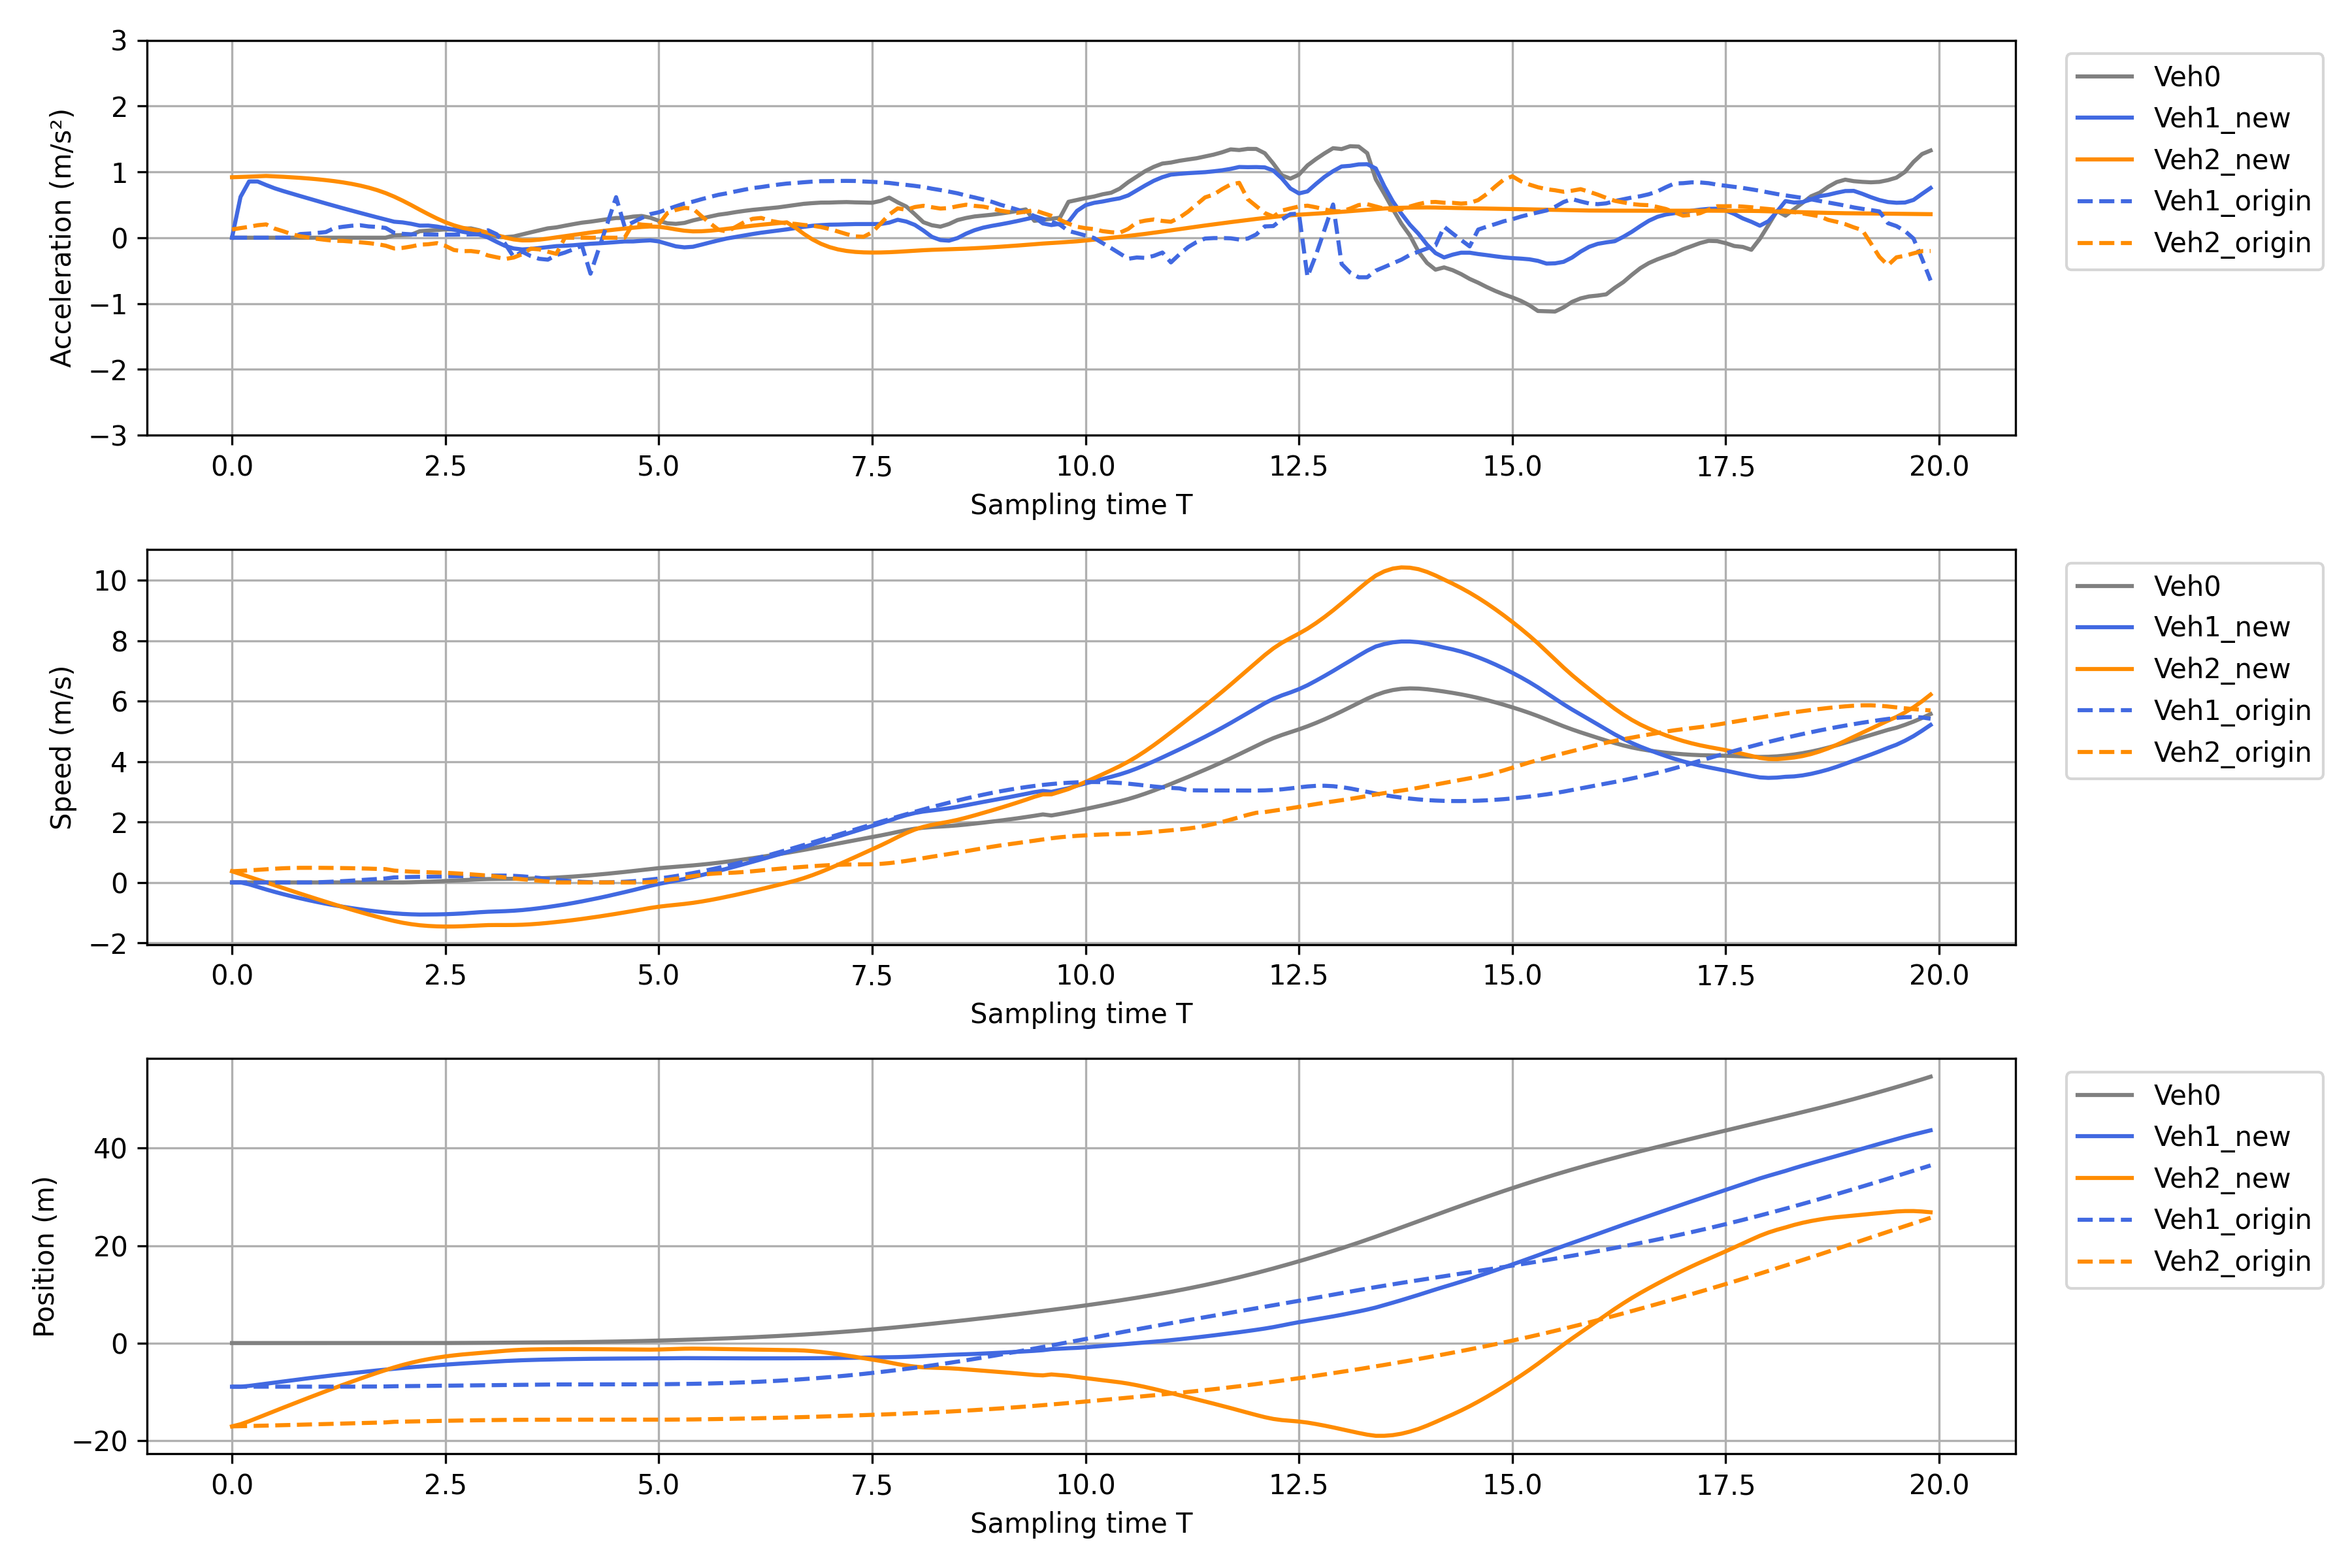 Acceleration (m/s²)
3
2
1
0
−1
−2
−3
0.0 2.5 5.0 7.5 10.0 12.5 15.0 17.5 20.0
Sampling time T
Veh0
Veh1_new
Veh2_new
Veh1_origin
Veh2_origin
Speed (m/s)
10
8
6
4
2
0
−2
0.0 2.5 5.0 7.5 10.0 12.5 15.0 17.5 20.0
Sampling time T
Veh0
Veh1_new
Veh2_new
Veh1_origin
Veh2_origin
Position (m)
40
20
0
−20
0.0 2.5 5.0 7.5 10.0 12.5 15.0 17.5 20.0
Sampling time T
Veh0
Veh1_new
Veh2_new
Veh1_origin
Veh2_origin